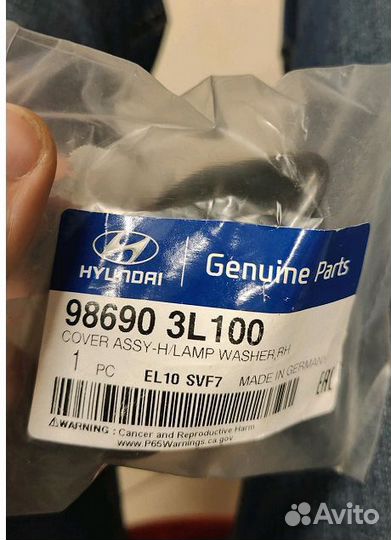 HYUNDAI | Genuine Parts
98690 3L100
COVER ASSY-H/LAMP WASHER,RH
1 PC EL10 SVF7 MADE IN GERMANY
EAC
WARNING: Cancer and Reproductive Harm
www.P65Warnings.ca.gov
Avito